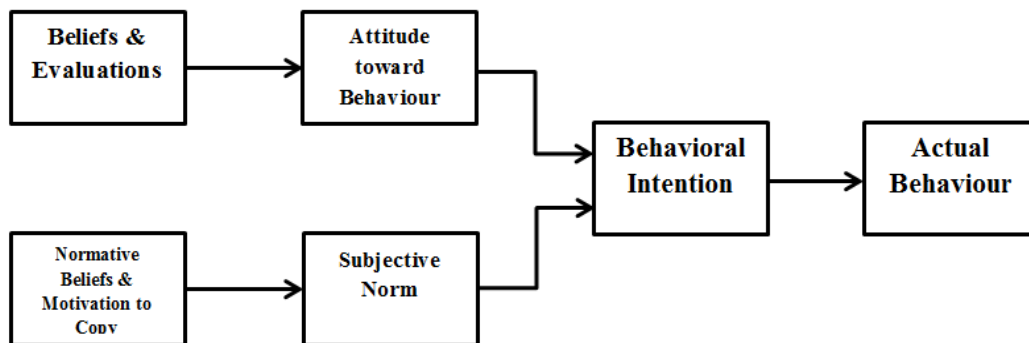 Beliefs &
Evaluations
Attitude
toward
Behaviour
Behavioral
Intention
Actual
Behaviour
Normative
Beliefs &
Motivation to
Copy
Subjective
Norm